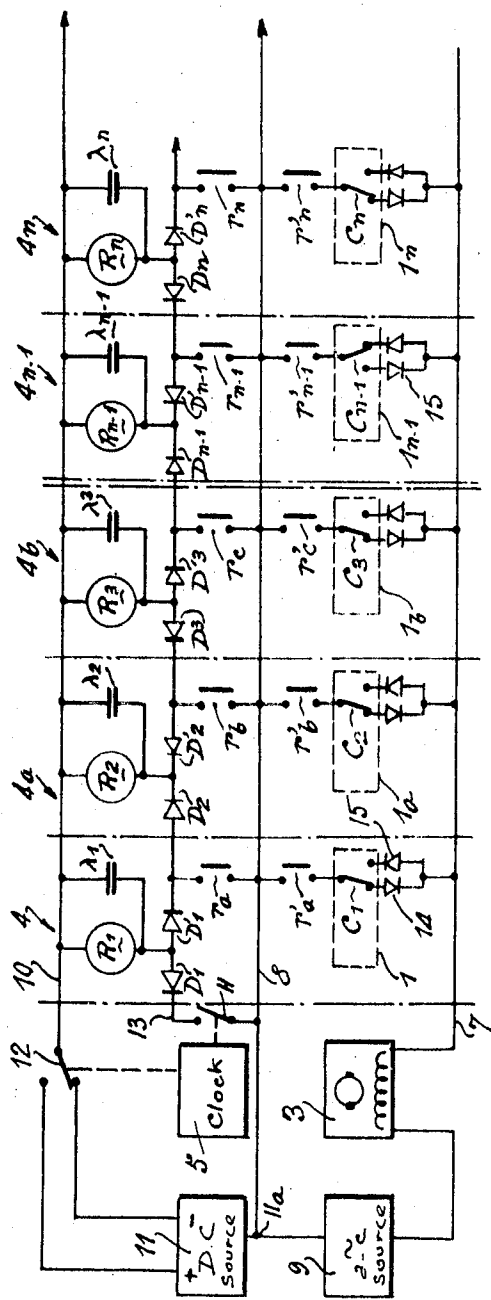 12 4 4a 4b 4n-1 4n
10
R1 λ1 R2 λ2 R3 λ3 Rn-1 λn-1 Rn λn
13 D1 D'1 D2 D'2 D3 D'3 Dn-1 D'n-1 Dn D'n
11
+ D.C -
source
5
Clock
H
ra rb rc rn-1 rn
11a 8
r'a r'b r'c r'n-1 r'n
9
a-c
~
source
3
C1 C2 C3 Cn-1 Cn
1 1a 1b 1n-1 1n
14 15 15
7